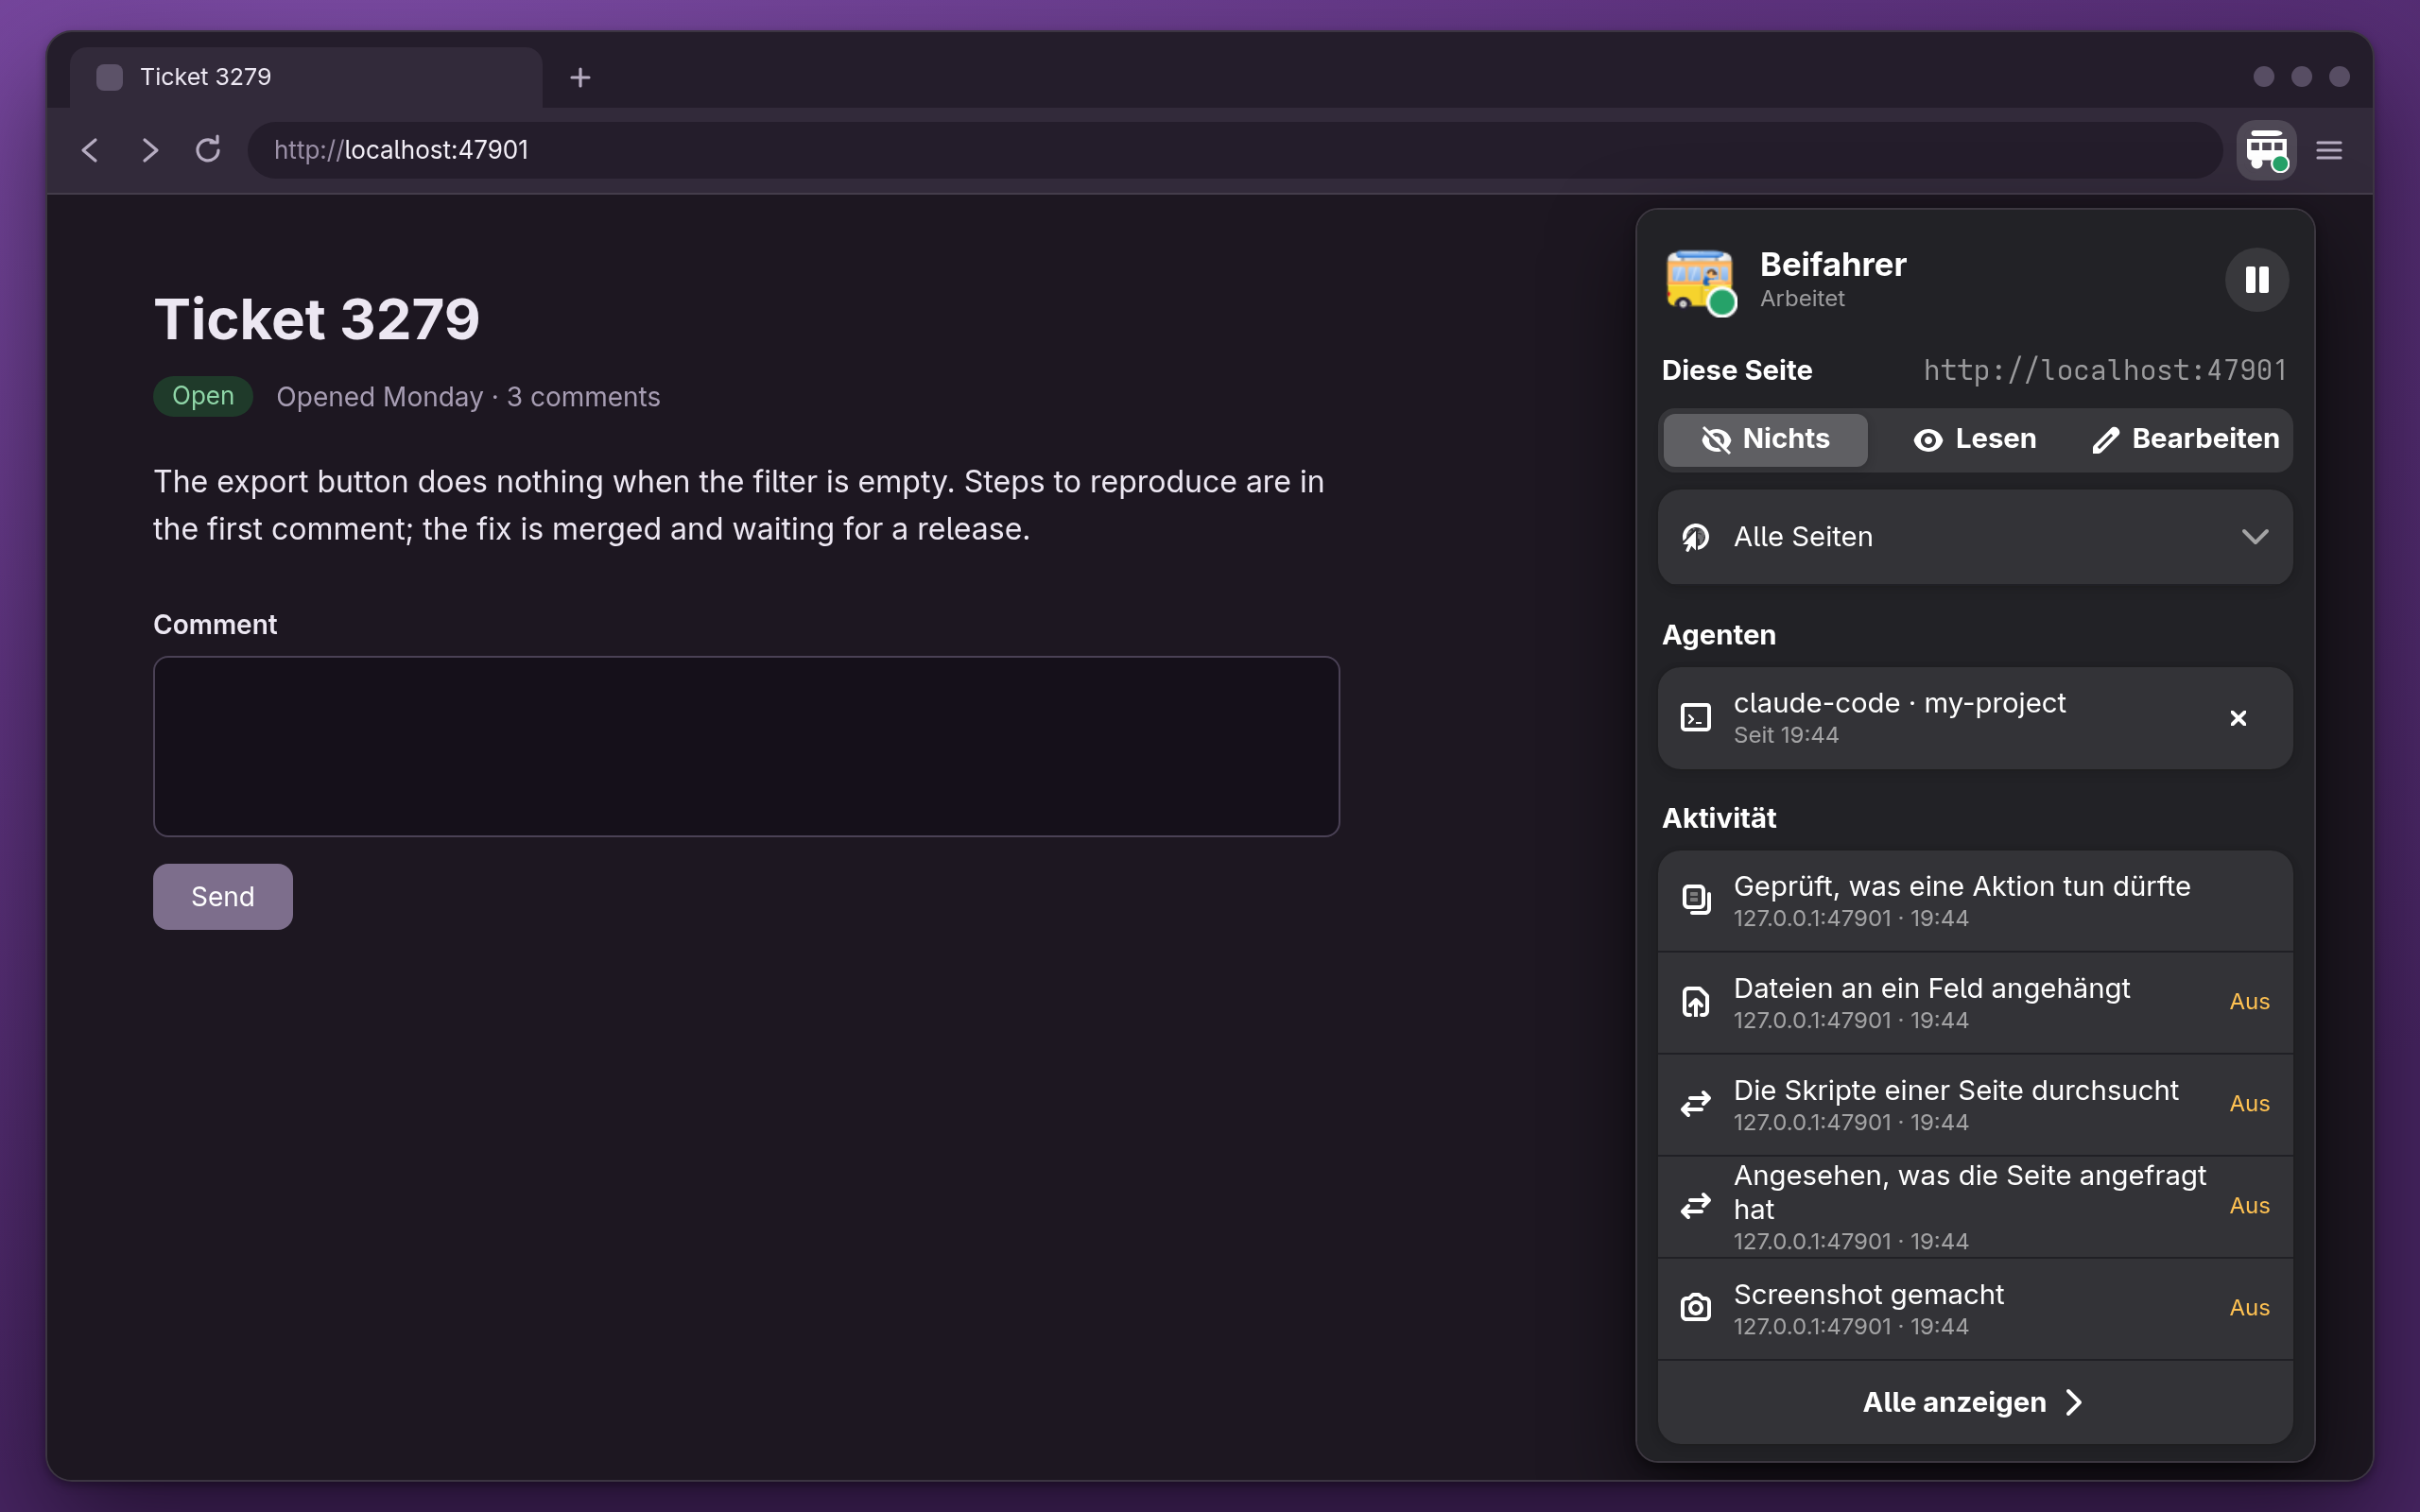 Ticket 3279
http://localhost:47901
Ticket 3279
Open
Opened Monday · 3 comments
The export button does nothing when the filter is empty. Steps to reproduce are in
the first comment; the fix is merged and waiting for a release.
Comment
Send
Beifahrer
Arbeitet
Diese Seite
http://localhost:47901
Nichts
Lesen
Bearbeiten
Alle Seiten
Agenten
claude-code · my-project
Seit 19:44
Aktivität
Geprüft, was eine Aktion tun dürfte
127.0.0.1:47901 · 19:44
Dateien an ein Feld angehängt
127.0.0.1:47901 · 19:44
Aus
Die Skripte einer Seite durchsucht
127.0.0.1:47901 · 19:44
Aus
Angesehen, was die Seite angefragt
hat
127.0.0.1:47901 · 19:44
Aus
Screenshot gemacht
127.0.0.1:47901 · 19:44
Aus
Alle anzeigen